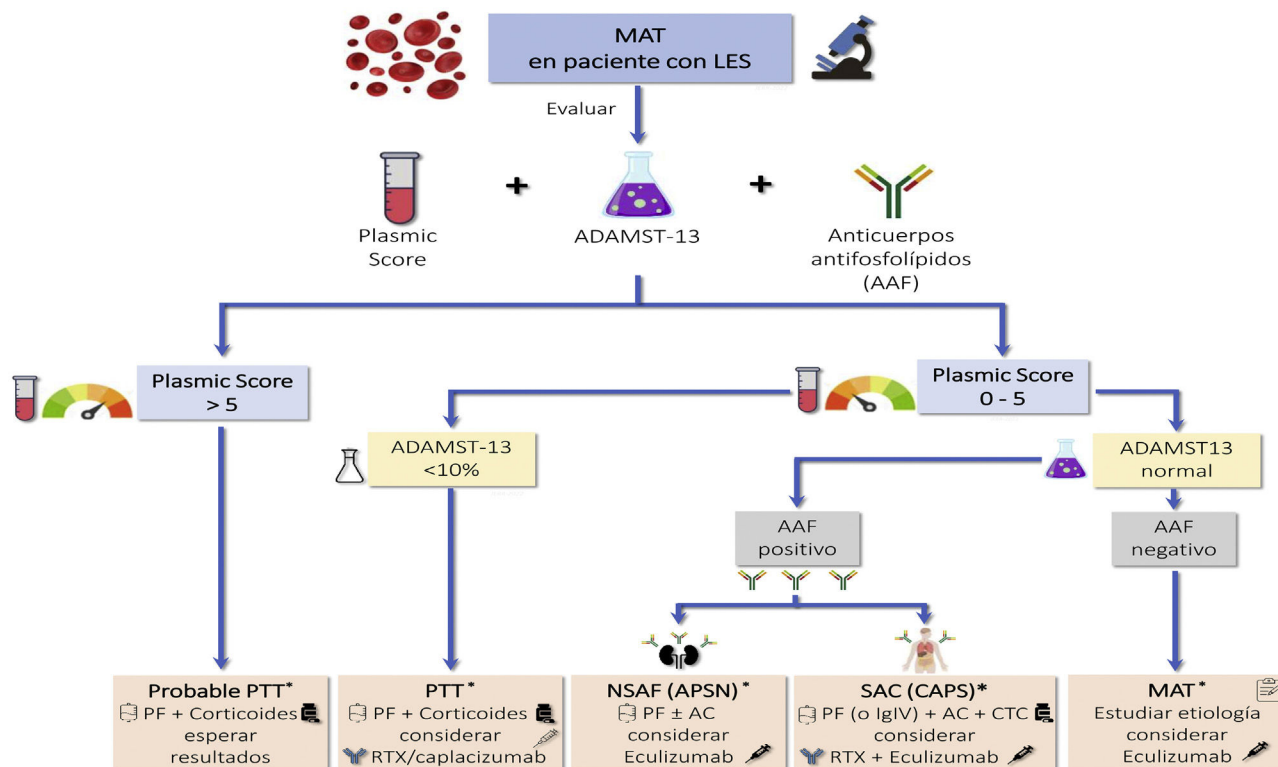 MAT
en paciente con LES
Evaluar
+
+
Plasmic
Score
ADAMST-13
Anticuerpos
antifosfolípidos
(AAF)
Plasmic Score
> 5
Plasmic Score
0 - 5
ADAMST-13
<10%
ADAMST13
normal
AAF
positivo
AAF
negativo
Probable PTT*
PF + Corticoides
esperar
resultados
PTT*
PF + Corticoides
considerar
RTX/caplacizumab
NSAF (APSN)*
PF ± AC
considerar
Eculizumab
SAC (CAPS)*
PF (o IgIV) + AC + CTC
considerar
RTX + Eculizumab
MAT*
Estudiar etiología
considerar
Eculizumab